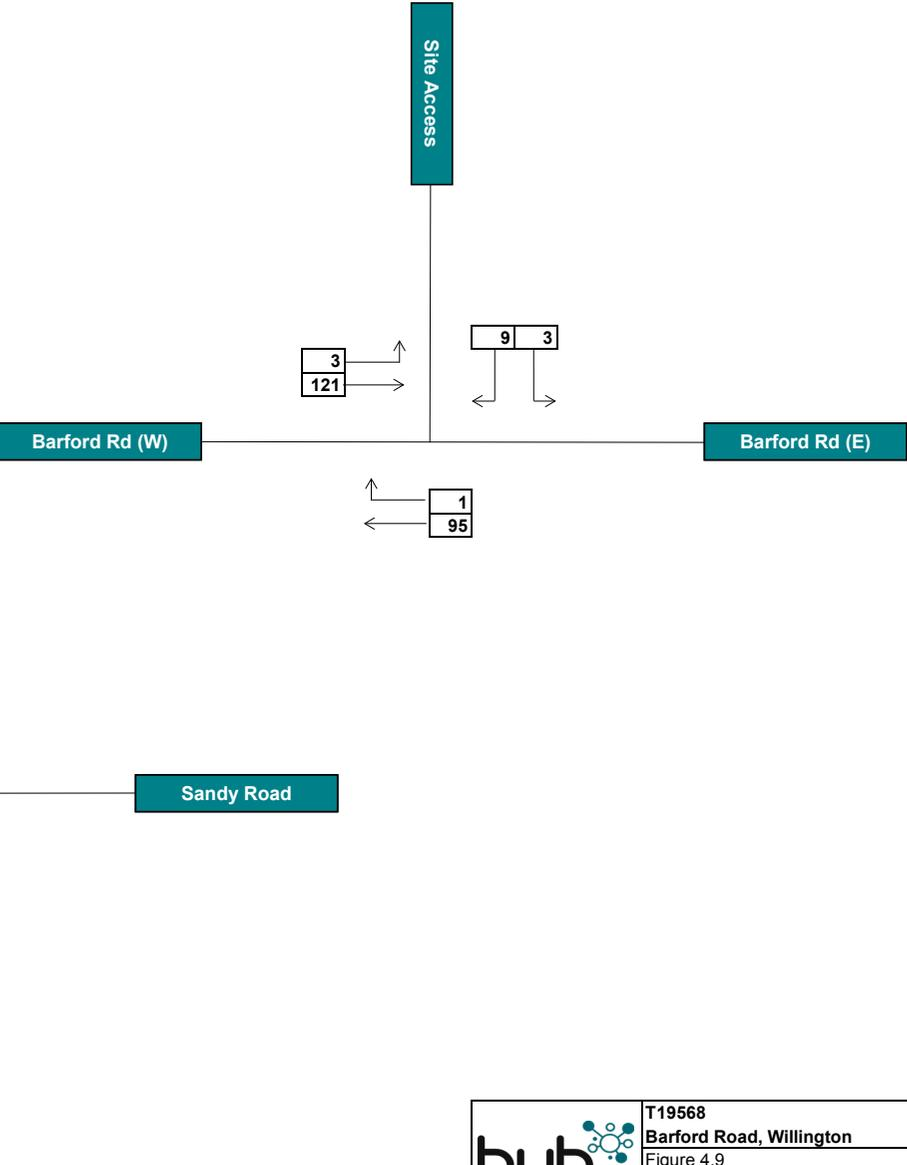 Site Access
9 3
3
121
Barford Rd (W)
Barford Rd (E)
1
95
Sandy Road
T19568
Barford Road, Willington
hub
Figure 4.9